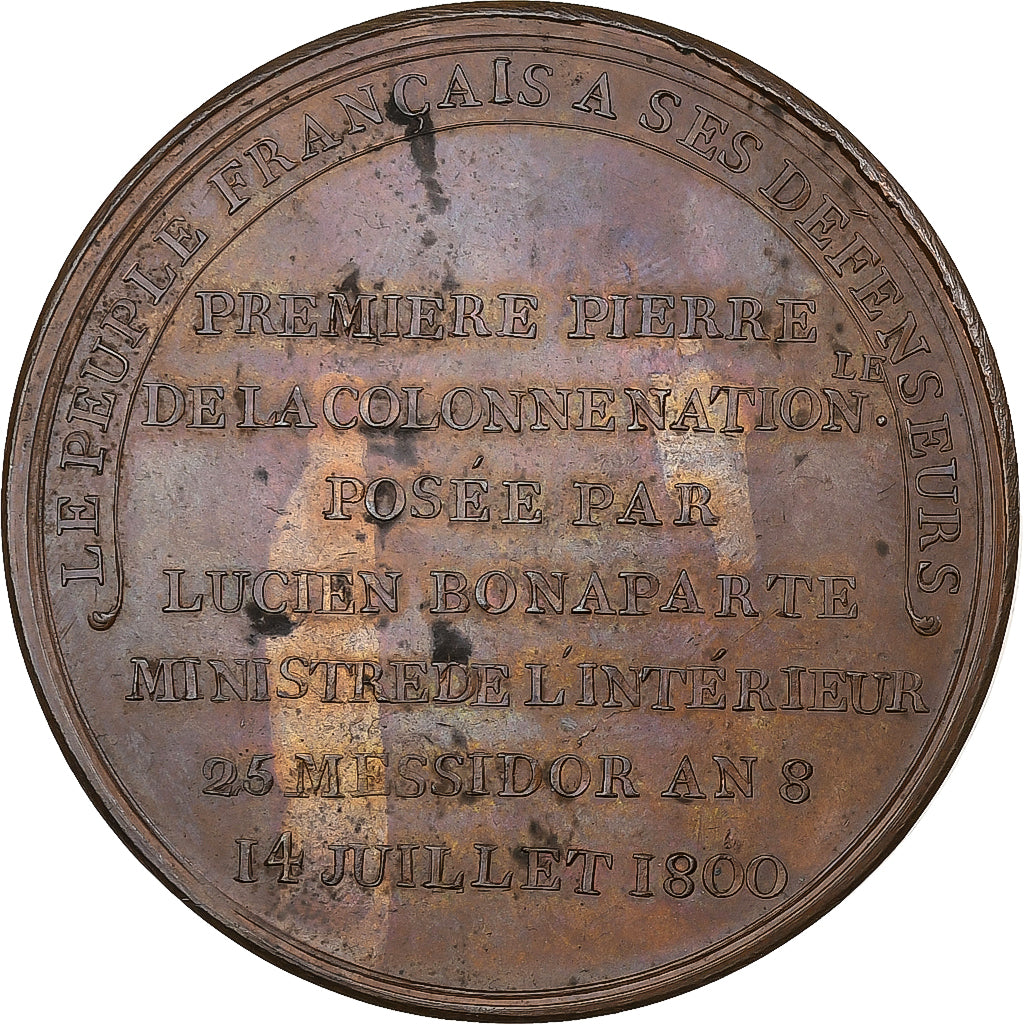 LE PEUPLE FRANÇAIS A SES DÉFENSEURS
PREMIERE PIERRE
DE LA COLONNE NATION.LE
POSÉE PAR
LUCIEN BONAPARTE
MINISTRE DE L'INTÉRIEUR
25 MESSIDOR AN 8
14 JUILLET 1800